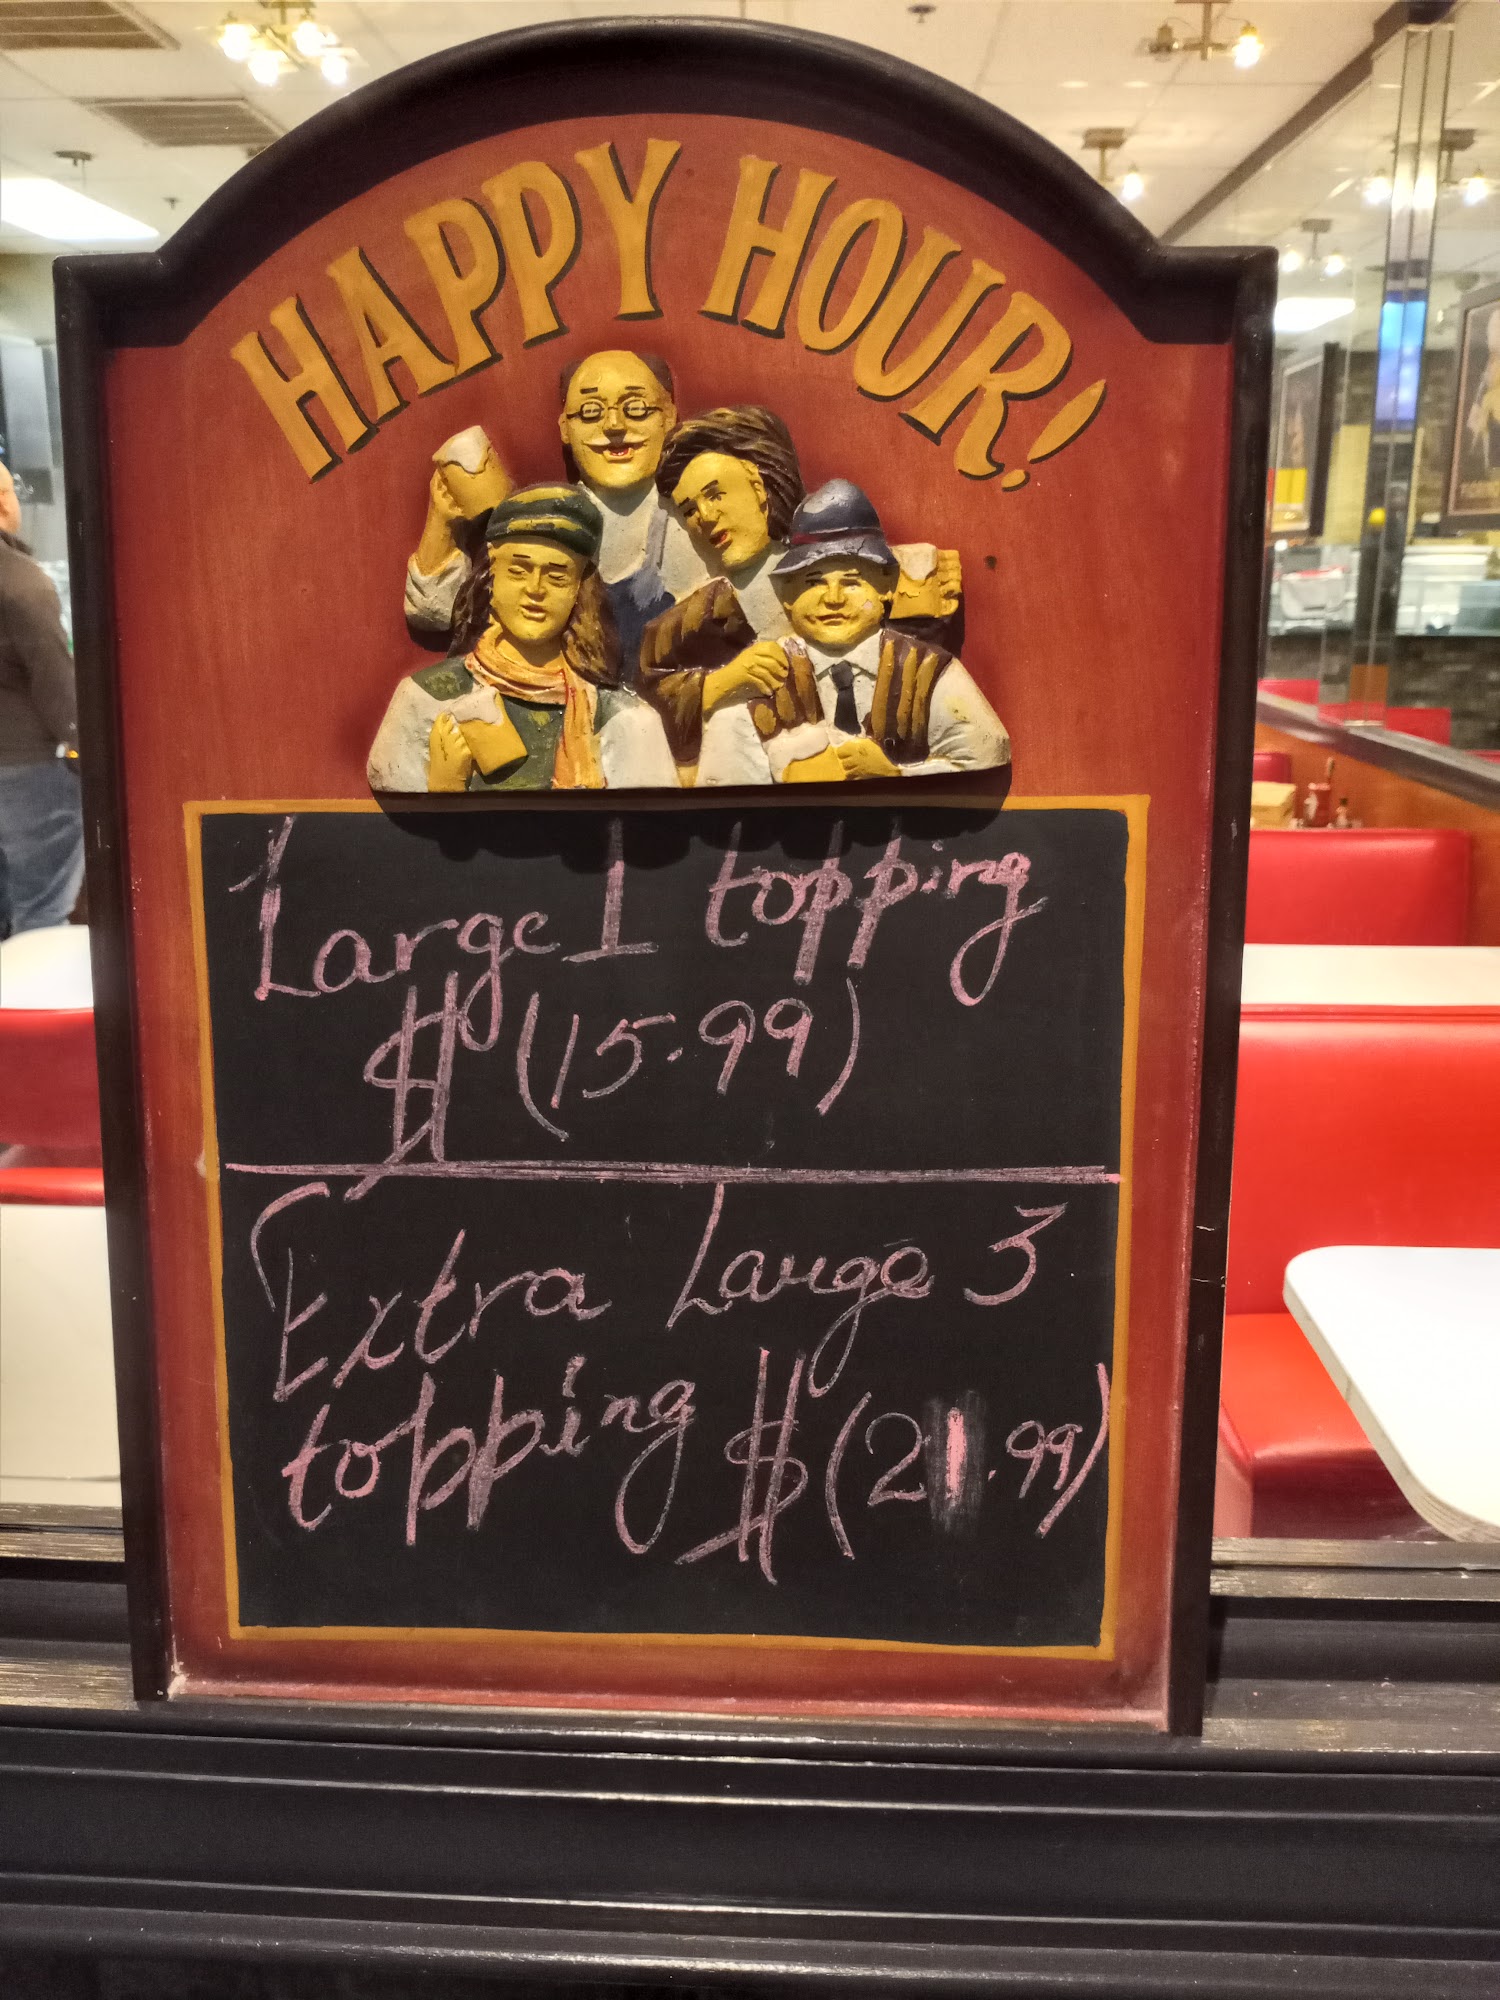 HAPPY HOUR!
Large 1 topping
$(15.99)
Extra Large 3
topping $(21.99)